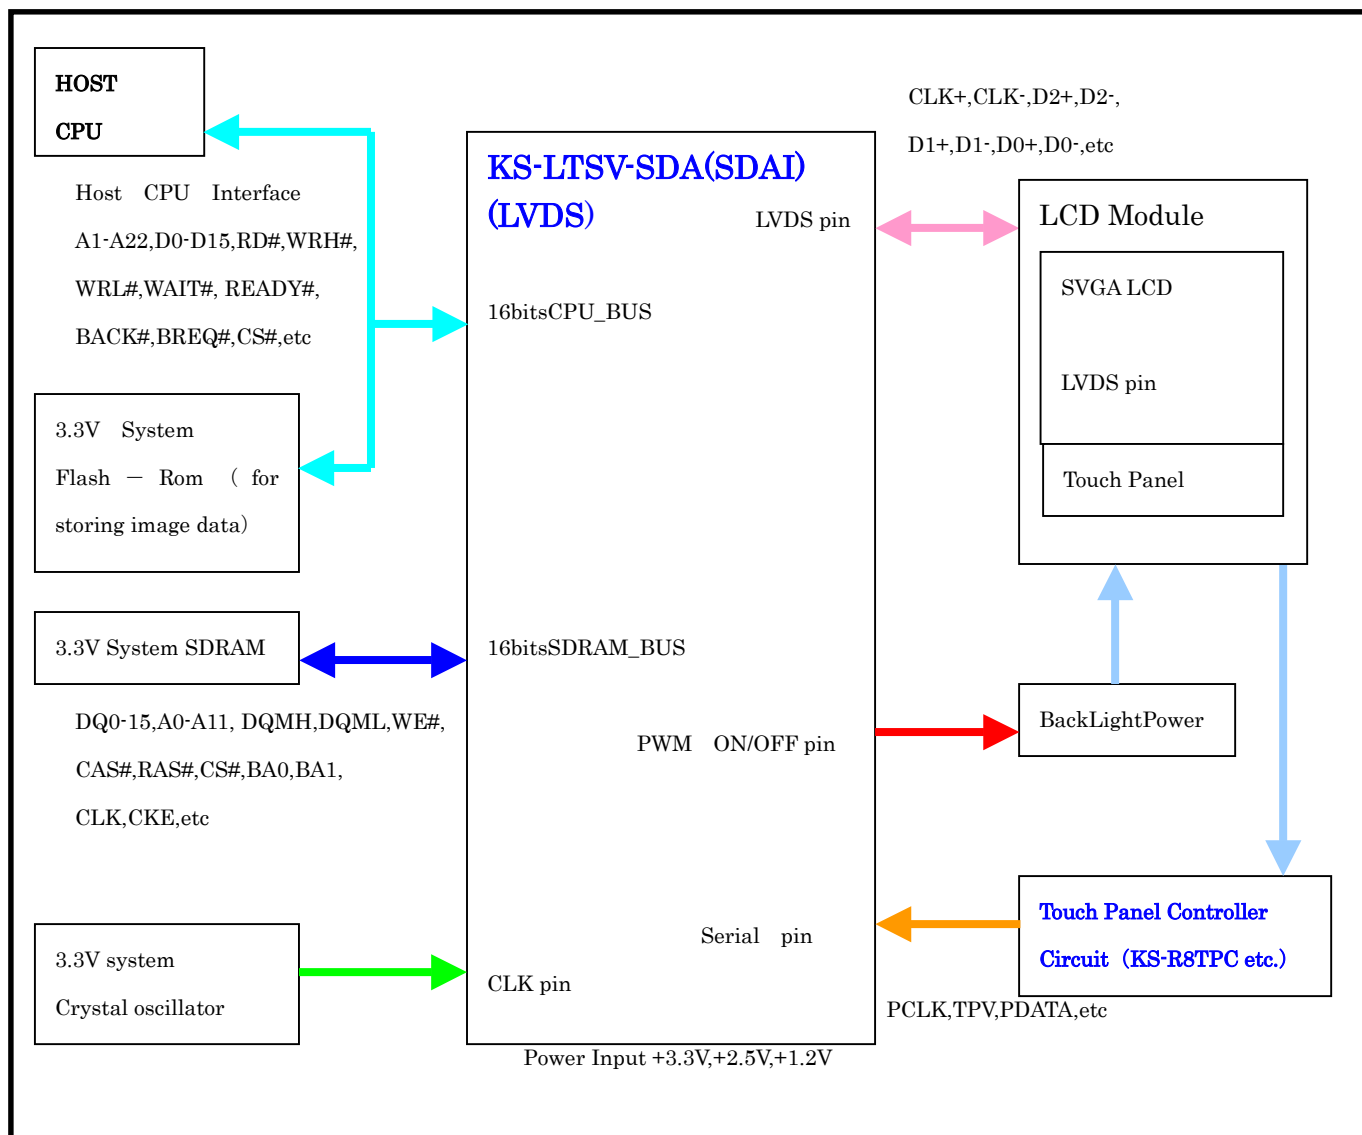 HOST
CPU
Host CPU Interface
A1-A22,D0-D15,RD#,WRH#,
WRL#,WAIT#, READY#,
BACK#,BREQ#,CS#,etc
3.3V System
Flash － Rom （ for
storing image data）
3.3V System SDRAM
DQ0-15,A0-A11, DQMH,DQML,WE#,
CAS#,RAS#,CS#,BA0,BA1,
CLK,CKE,etc
3.3V system
Crystal oscillator
KS-LTSV-SDA(SDAI)
(LVDS)
LVDS pin
16bitsCPU_BUS
16bitsSDRAM_BUS
PWM ON/OFF pin
Serial pin
CLK pin
Power Input +3.3V,+2.5V,+1.2V
CLK+,CLK-,D2+,D2-,
D1+,D1-,D0+,D0-,etc
LCD Module
SVGA LCD
LVDS pin
Touch Panel
BackLightPower
Touch Panel Controller
Circuit（KS-R8TPC etc.）
PCLK,TPV,PDATA,etc